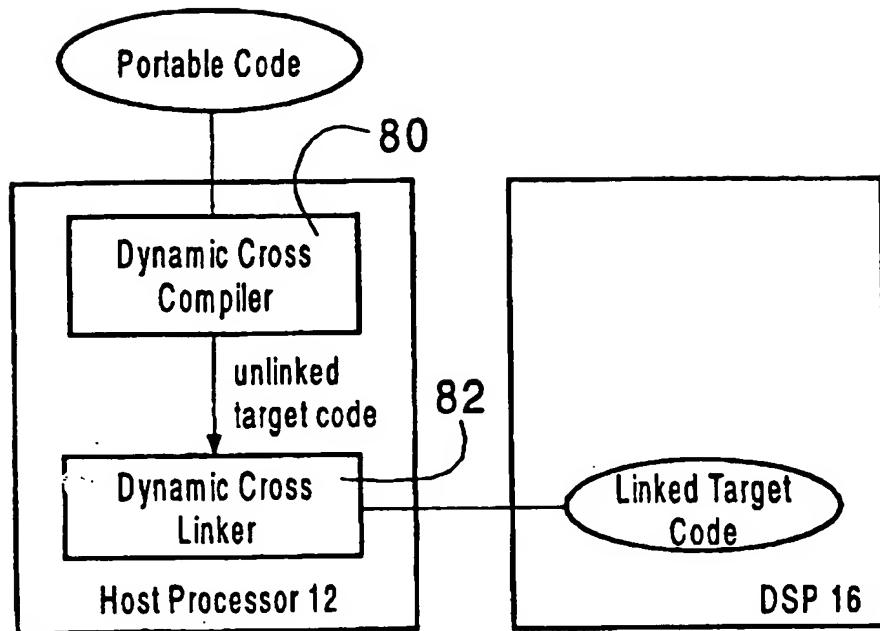 Portable Code
80
Dynamic Cross
Compiler
unlinked
target code
82
Dynamic Cross
Linker
Linked Target
Code
Host Processor 12
DSP 16